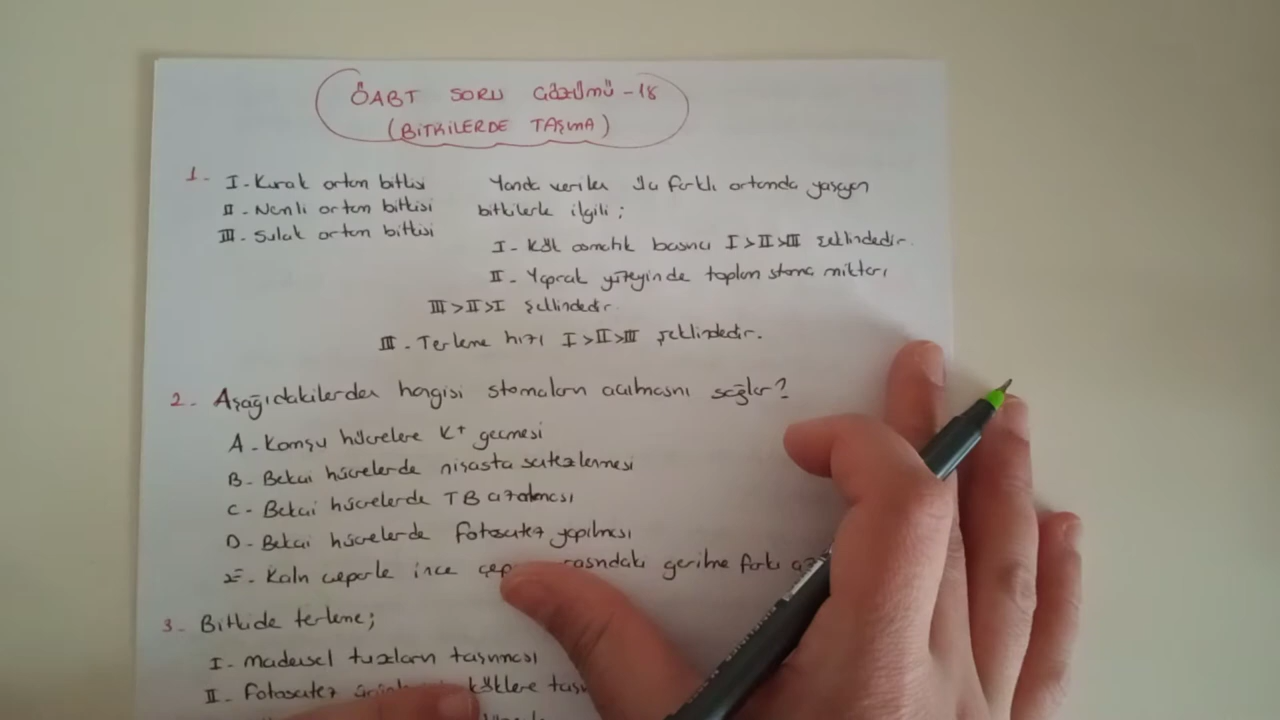 ÖABT SORU ÇÖZÜMÜ - 18
(BİTKİLERDE TAŞIMA)
1- I- Kurak ortam bitkisi
II - Nemli ortam bitkisi
III - Sulak ortam bitkisi
Yanda verilen üç farklı ortamda yaşayan
bitkilerle ilgili ;
I - Kök osmotik basıncı I > II > III şeklindedir.
II - Yaprak yüzeyinde toplam stoma miktarı
III > II > I şeklindedir.
III - Terleme hızı I > II > III şeklindedir.
2- Aşağıdakilerden hangisi stomaların açılmasını sağlar?
A - Komşu hücrelere K+ geçmesi
B - Bekçi hücrelerde nişasta sentezlenmesi
C - Bekçi hücrelerde TB azalması
D - Bekçi hücrelerde fotosentez yapılması
E - Kalın çeperle ince gerilme farkı
3- Bitkide terleme;
I - Madensel tuzların taşınması
II - Fotosentez köklere